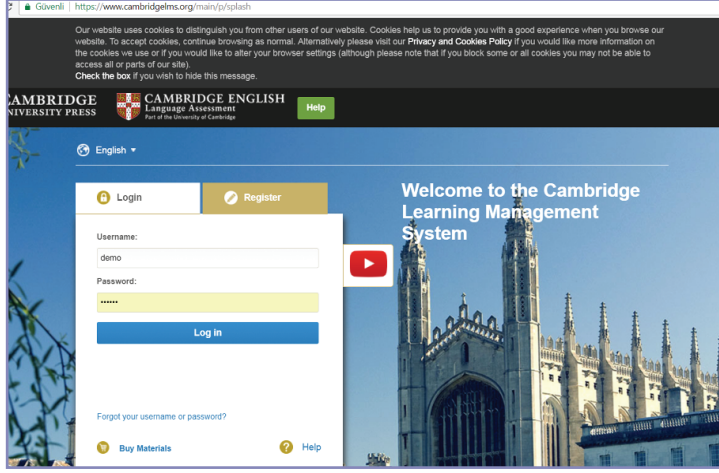 Güvenli | https://www.cambridgelms.org/main/p/splash
Our website uses cookies to distinguish you from other users of our website. Cookies help us to provide you with a good experience when you browse our
website. To accept cookies, continue browsing as normal. Alternatively please visit our Privacy and Cookies Policy if you would like more information on
the cookies we use or if you would like to alter your browser settings (although please note that if you block some or all cookies you may not be able to
access all or parts of our site).
Check the box if you wish to hide this message.
AMBRIDGE
NIVERSITY PRESS
CAMBRIDGE ENGLISH
Language Assessment
Part of the University of Cambridge
Help
English
Login
Register
Welcome to the Cambridge
Learning Management
System
Username:
demo
Password:
••••••
Log in
Forgot your username or password?
Buy Materials
Help